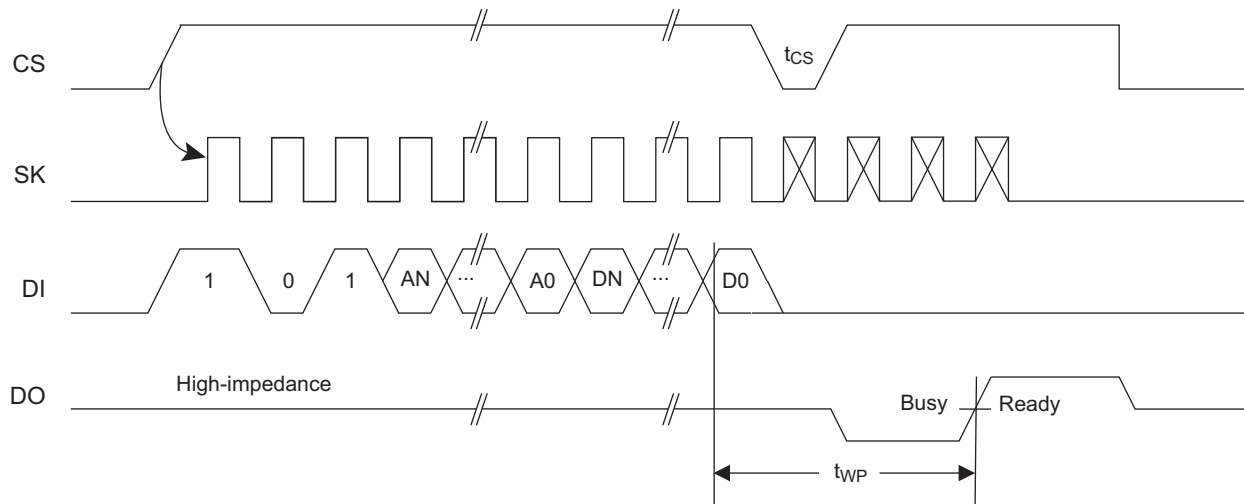 CS
tCS
SK
DI
1 0 1 AN ... A0 DN ... D0
DO
High-impedance
Busy Ready
tWP